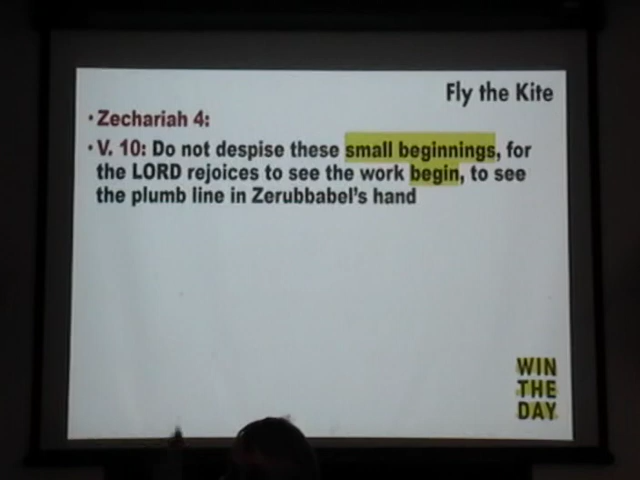 Fly the Kite
• Zechariah 4:
• V. 10: Do not despise these small beginnings, for
the LORD rejoices to see the work begin, to see
the plumb line in Zerubbabel's hand
WIN
THE
DAY